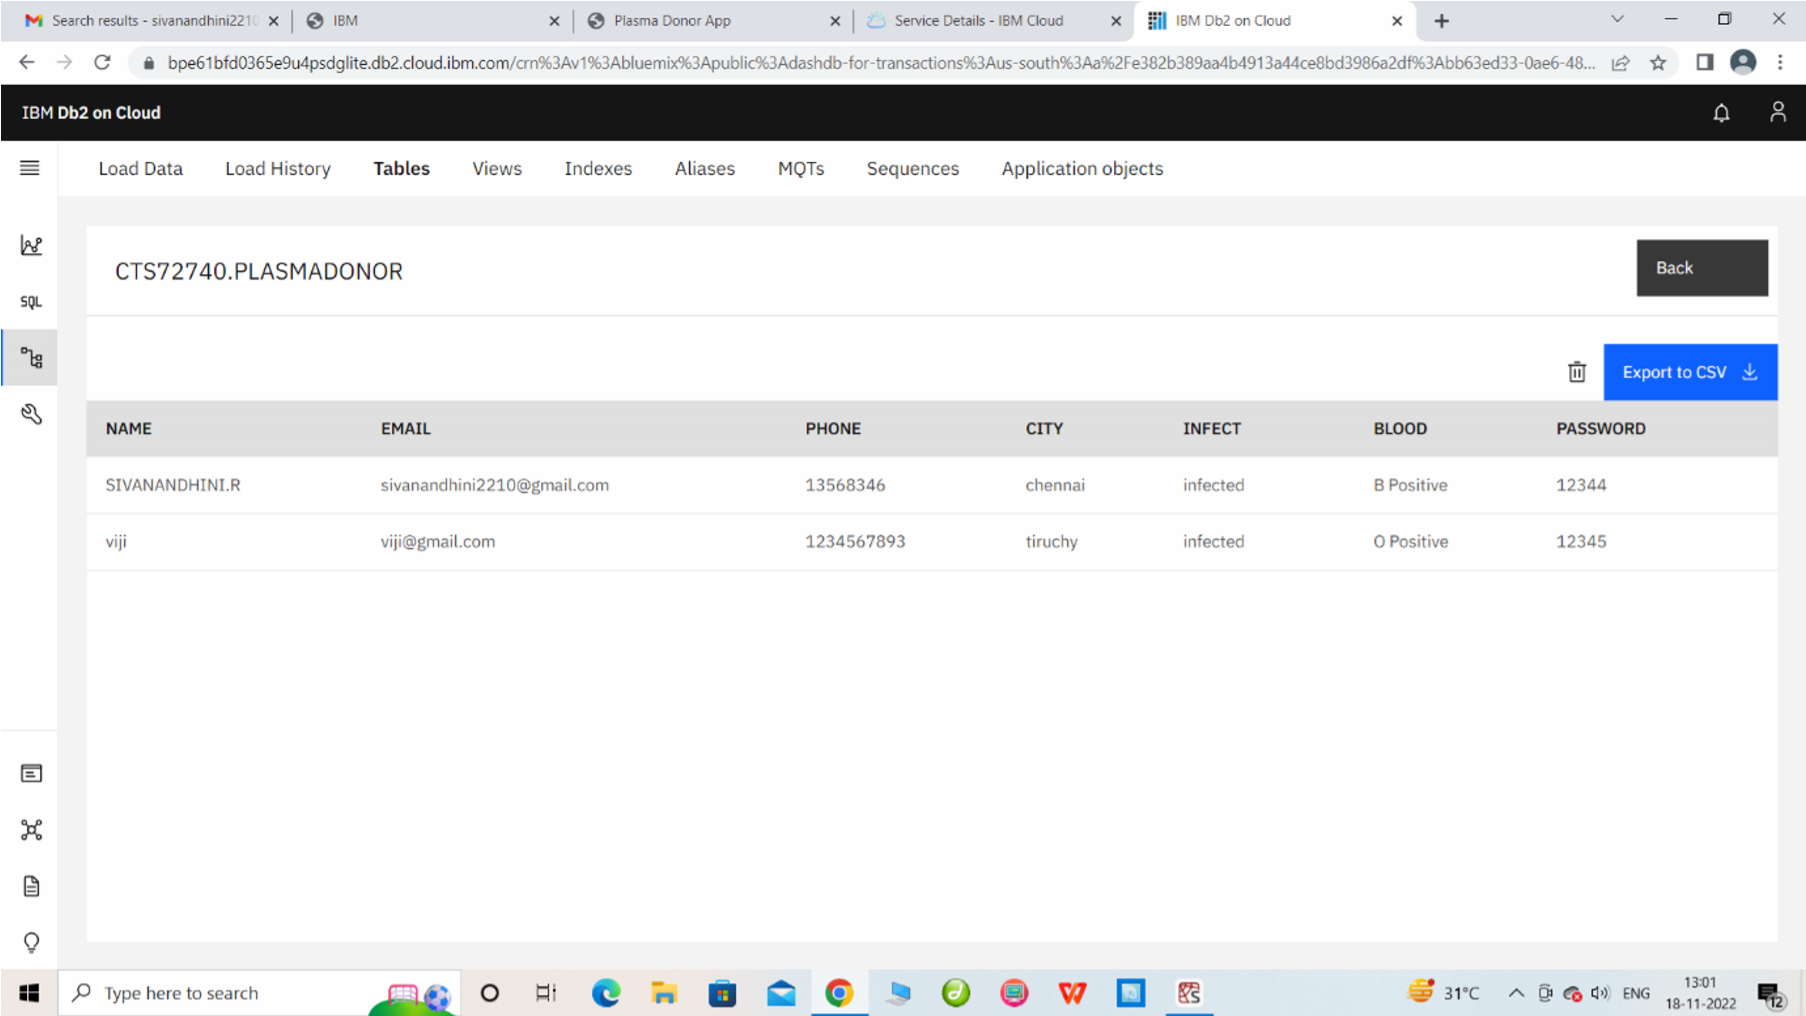 Search results - sivanandhini2210
IBM
Plasma Donor App
Service Details - IBM Cloud
IBM Db2 on Cloud
bpe61bfd0365e9u4psdglite.db2.cloud.ibm.com/crn%3Av1%3Abluemix%3Apublic%3Adashdb-for-transactions%3Aus-south%3Aa%2Fe382b389aa4b4913a44ce8bd3986a2df%3Abb63ed33-0ae6-48...
IBM Db2 on Cloud
Load Data Load History Tables Views Indexes Aliases MQTs Sequences Application objects
CTS72740.PLASMADONOR
Back
SQL
Export to CSV
NAME EMAIL PHONE CITY INFECT BLOOD PASSWORD
SIVANANDHINI.R sivanandhini2210@gmail.com 13568346 chennai infected B Positive 12344
viji viji@gmail.com 1234567893 tiruchy infected O Positive 12345
Type here to search
31°C
ENG
13:01
18-11-2022
12